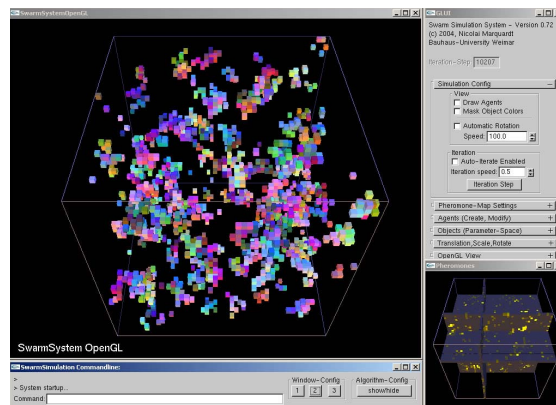 SwarmSystemOpenGL
SwarmSystem OpenGL
SwarmSimulation Commandline:
>
> System startup...
Command:
Window-Config
1 2 3
Algorithm-Config
show/hide
GLUI
Swarm Simulation System - Version 0.72
(c) 2004, Nicolai Marquardt
Bauhaus-University Weimar
Iteration-Step: 10207
Simulation Config
View
Draw Agents
Mask Object Colors
Automatic Rotation
Speed: 100.0
Iteration
Auto-Iterate Enabled
Iteration speed: 0.5
Iteration Step
Pheromone-Map Settings
Agents (Create, Modify)
Objects (Parameter-Space)
Translation,Scale,Rotate
OpenGL View
Pheromones